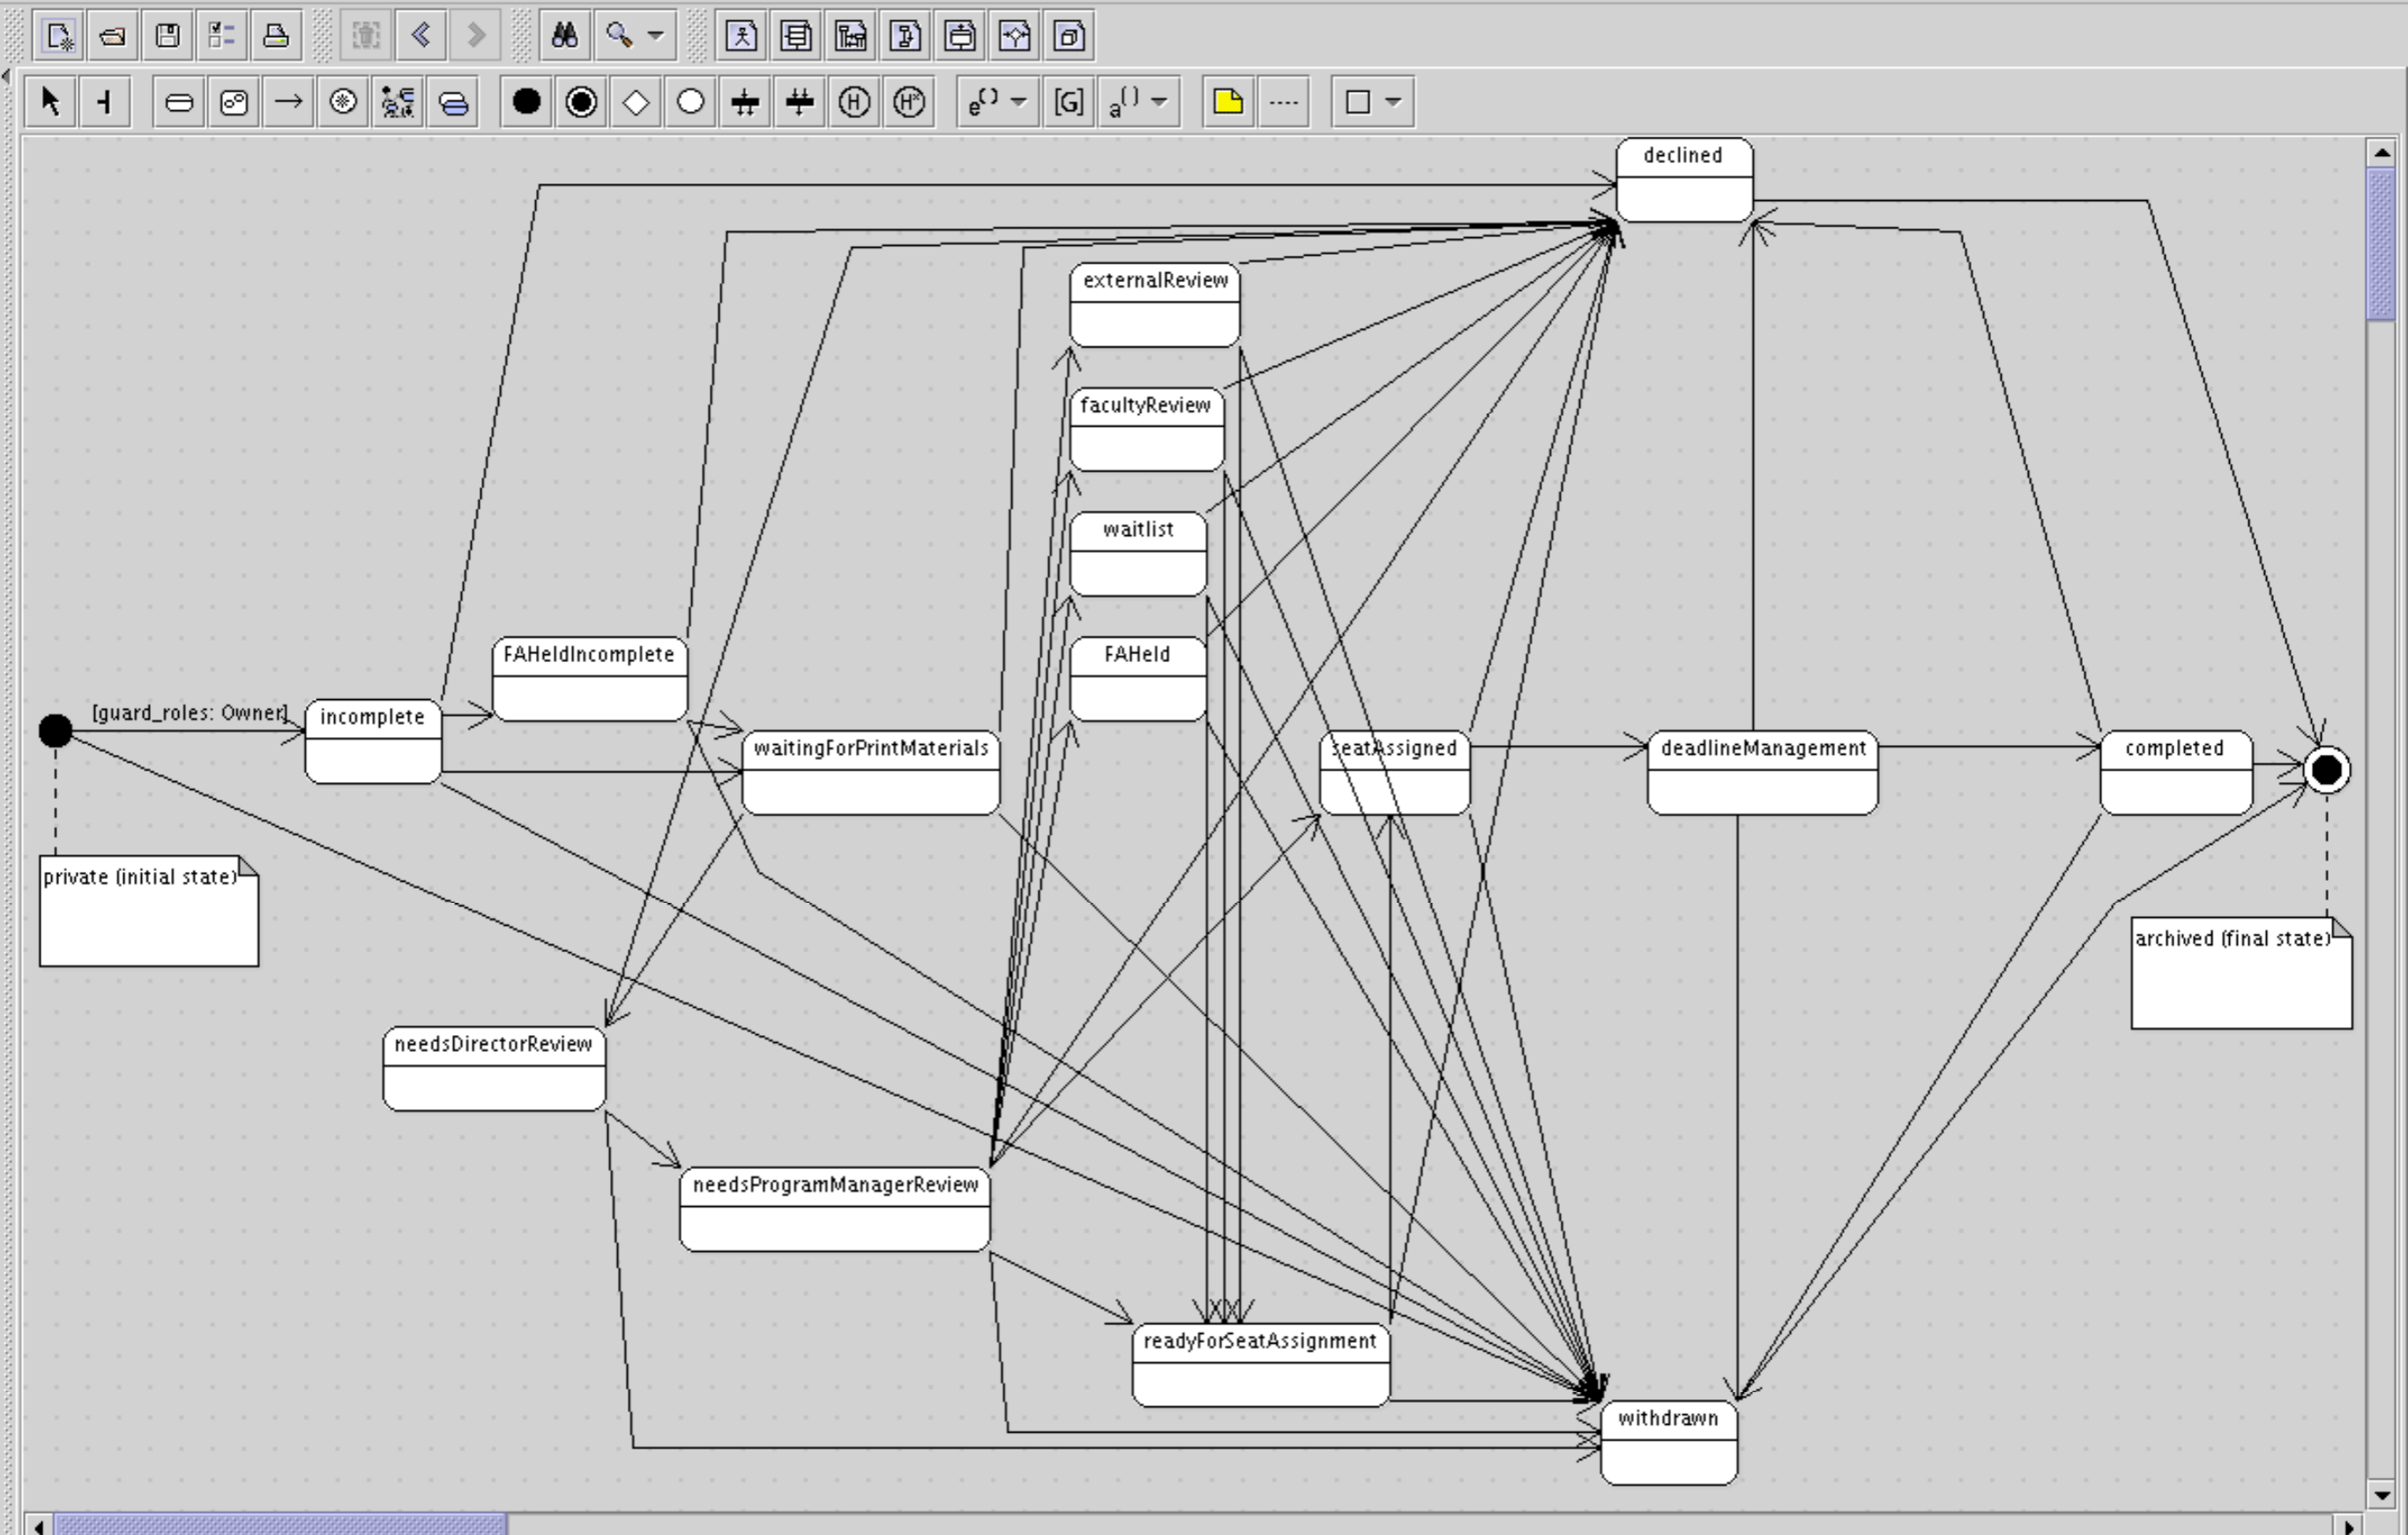 H
H*
e()
[G]
a()
declined
externalReview
facultyReview
waitlist
FAHeldIncomplete
FAHeld
[guard_roles: Owner]
incomplete
waitingForPrintMaterials
seatAssigned
deadlineManagement
completed
private (initial state)
archived (final state)
needsDirectorReview
needsProgramManagerReview
readyForSeatAssignment
withdrawn